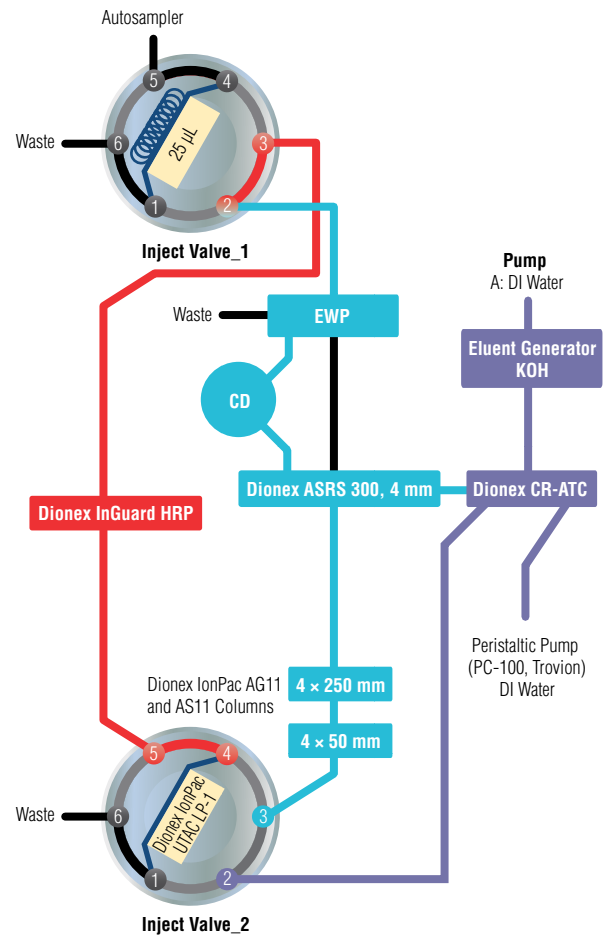 Autosampler
5
4
Waste
6
3
25 µL
1
2
Inject Valve_1
Pump
A: DI Water
Waste
EWP
Eluent Generator
KOH
CD
Dionex ASRS 300, 4 mm
Dionex CR-ATC
Dionex InGuard HRP
Peristaltic Pump
(PC-100, Trovion)
DI Water
Dionex IonPac AG11
and AS11 Columns
4 × 250 mm
4 × 50 mm
5
4
Waste
6
3
Dionex IonPac
UTAC LP-1
1
2
Inject Valve_2